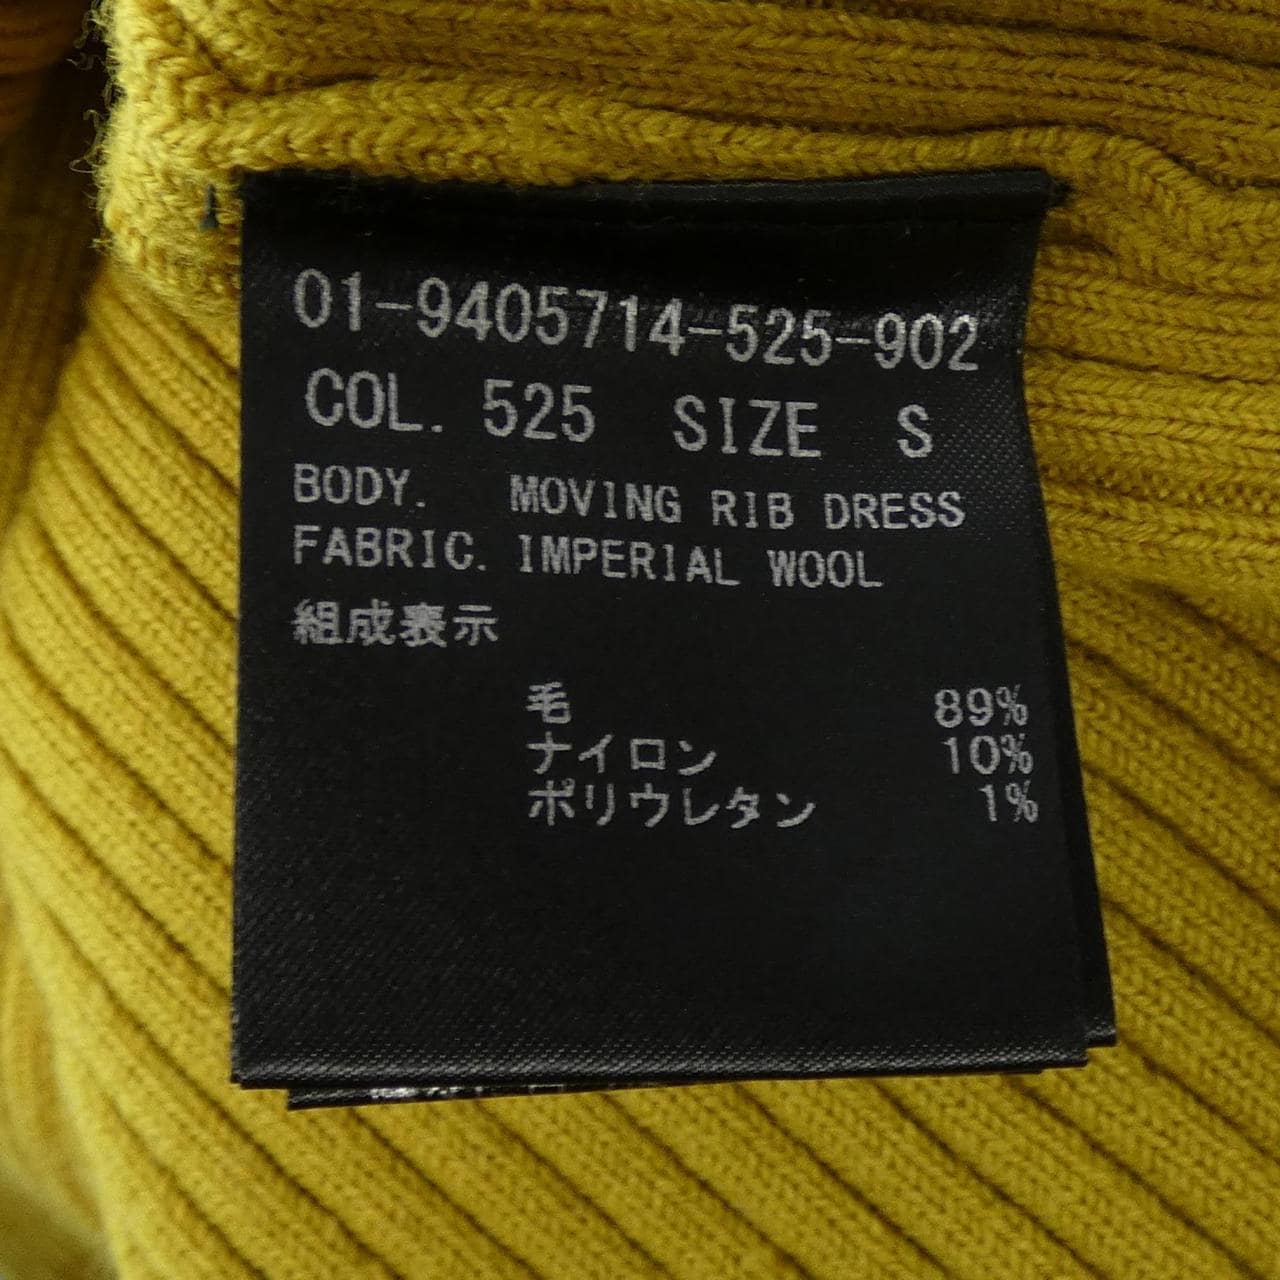 01-9405714-525-902
COL. 525 SIZE S
BODY. MOVING RIB DRESS
FABRIC. IMPERIAL WOOL
組成表示
毛 89%
ナイロン 10%
ポリウレタン 1%